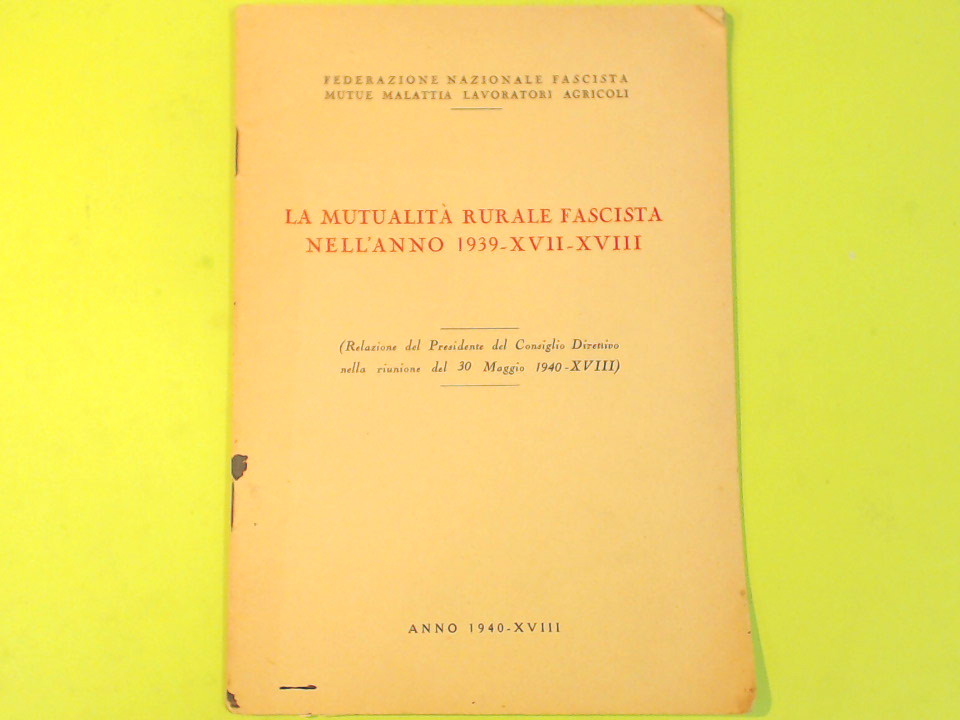 FEDERAZIONE NAZIONALE FASCISTA
MUTUE MALATTIA LAVORATORI AGRICOLI
LA MUTUALITÀ RURALE FASCISTA
NELL'ANNO 1939-XVII-XVIII
(Relazione del Presidente del Consiglio Direttivo
nella riunione del 30 Maggio 1940-XVIII)
ANNO 1940-XVIII